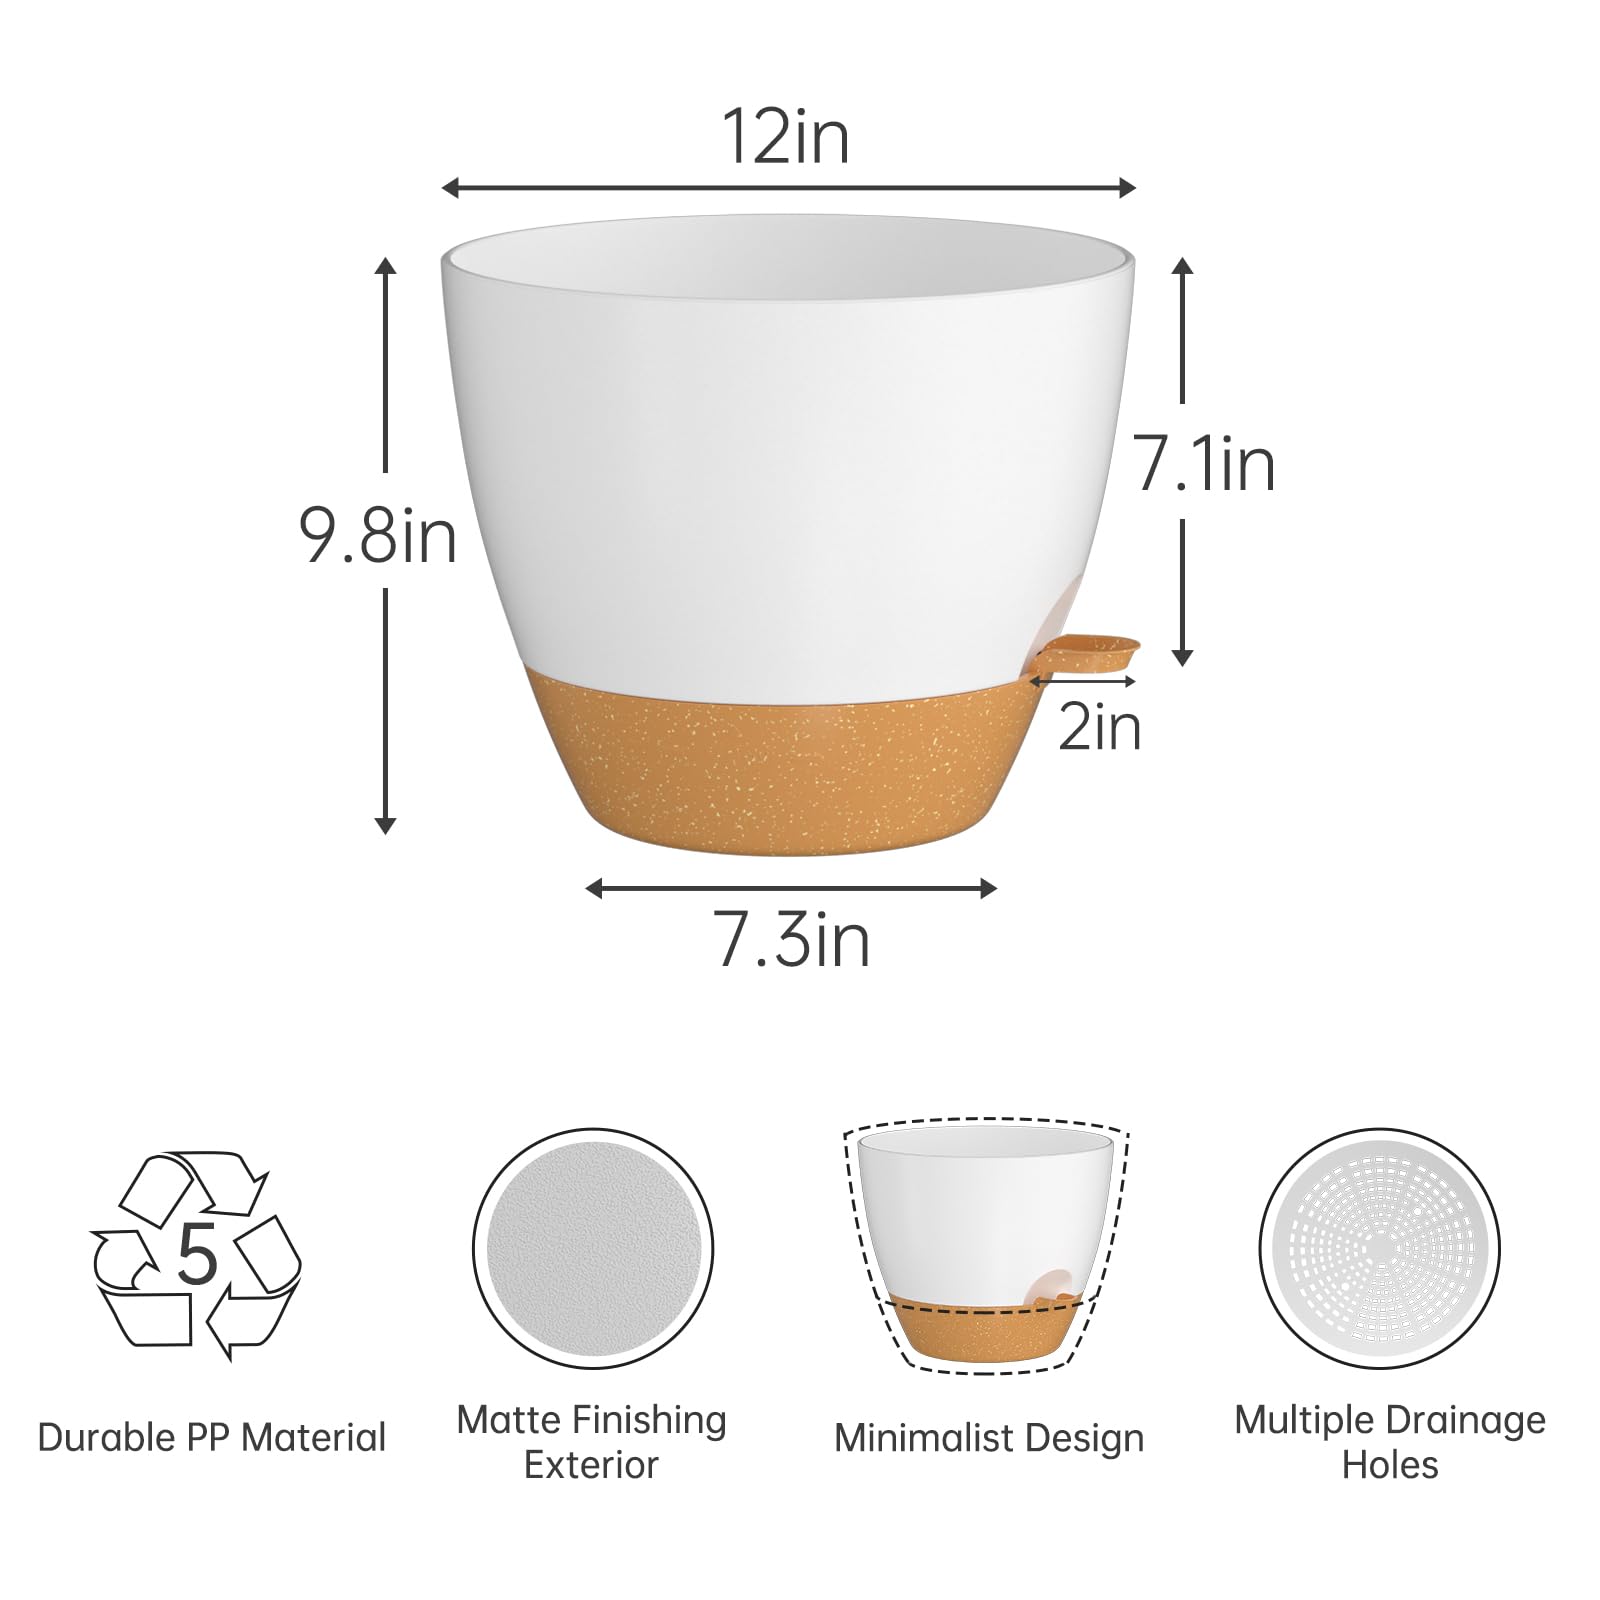 12in
9.8in
7.1in
2in
7.3in
5
Durable PP Material
Matte Finishing
Exterior
Minimalist Design
Multiple Drainage
Holes